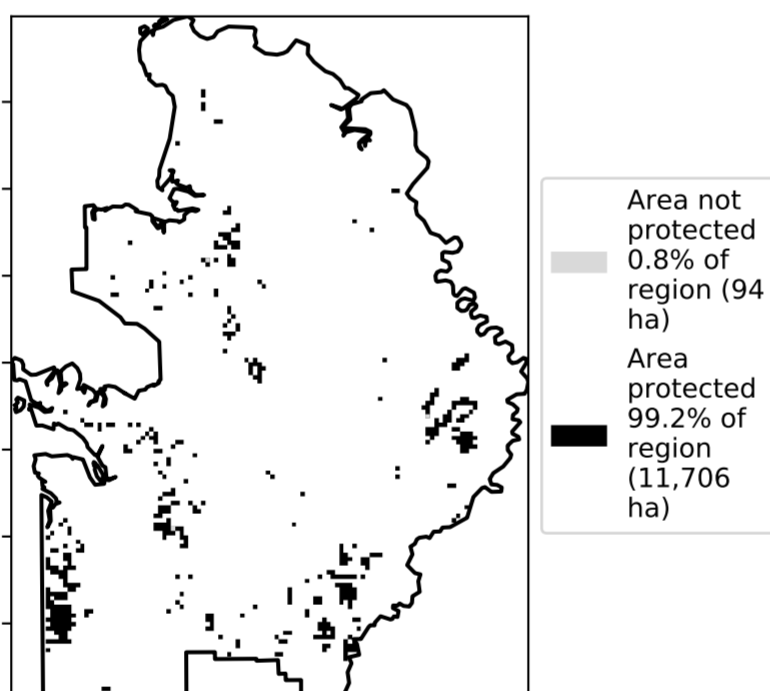 Area not
protected
0.8% of
region (94
ha)
Area
protected
99.2% of
region
(11,706
ha)